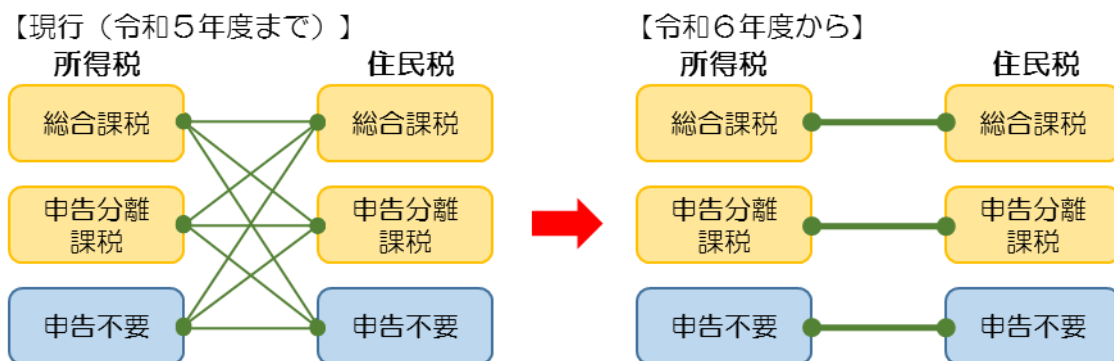 【現行（令和５年度まで）】
所得税
住民税
総合課税
総合課税
申告分離
課税
申告分離
課税
申告不要
申告不要
【令和６年度から】
所得税
住民税
総合課税
総合課税
申告分離
課税
申告分離
課税
申告不要
申告不要